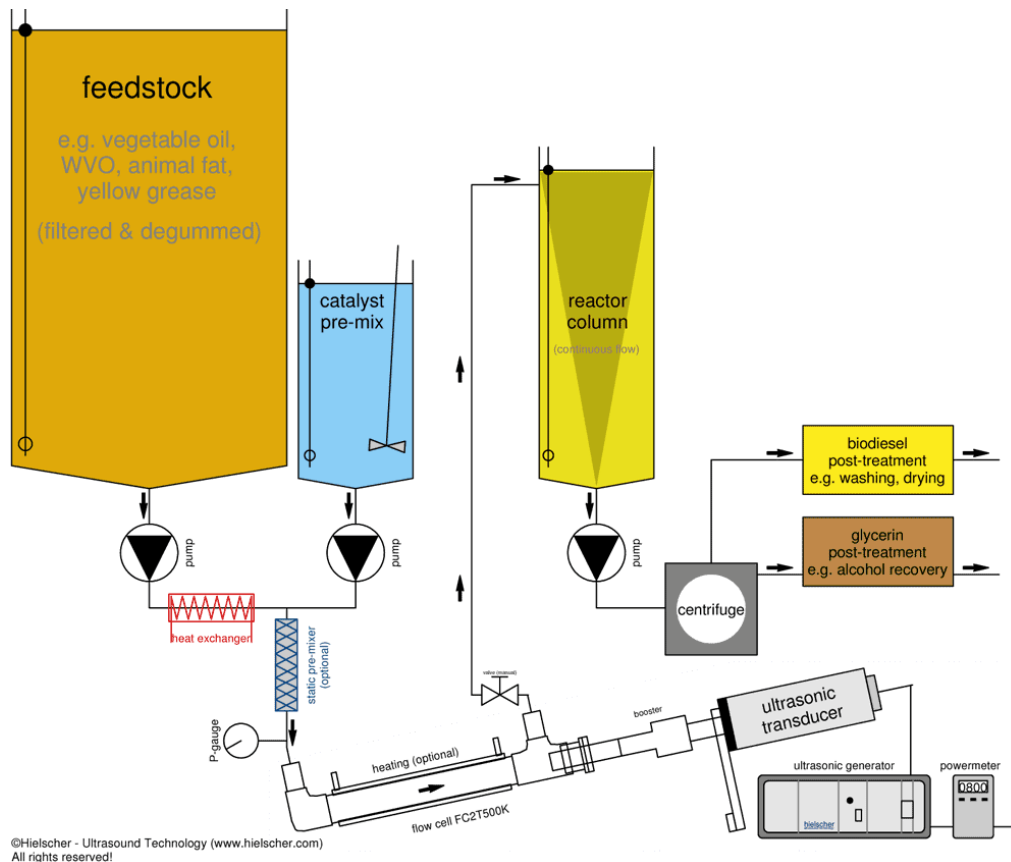 feedstock
e.g. vegetable oil,
WVO, animal fat,
yellow grease
(filtered & degummed)
catalyst
pre-mix
reactor
column
(continuous flow)
biodiesel
post-treatment
e.g. washing, drying
glycerin
post-treatment
e.g. alcohol recovery
pump
pump
pump
centrifuge
heat exchanger
static pre-mixer
(optional)
P-gauge
valve (manual)
booster
ultrasonic
transducer
heating (optional)
flow cell FC2T500K
ultrasonic generator
powermeter
0800
hielscher
©Hielscher - Ultrasound Technology (www.hielscher.com)
All rights reserved!